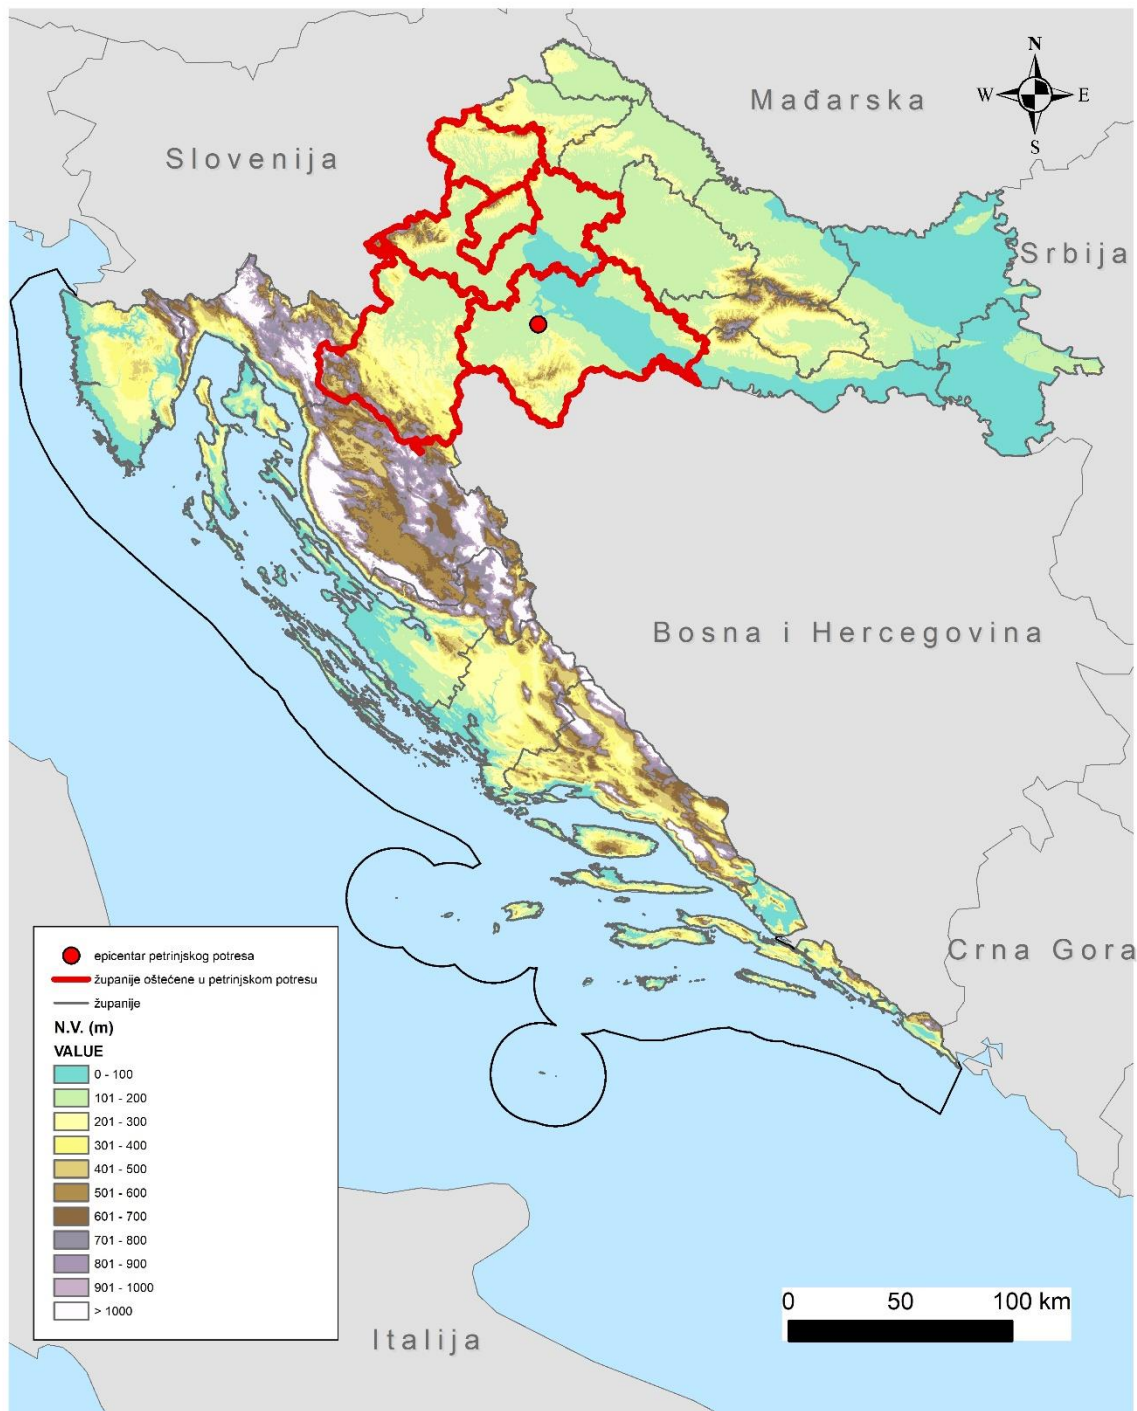 N
W E
S
Mađarska
Slovenija
Srbija
Bosna i Hercegovina
Crna Gora
epicentar petrinjskog potresa
županije oštećene u petrinjskom potresu
županije
N.V. (m)
VALUE
0 - 100
101 - 200
201 - 300
301 - 400
401 - 500
501 - 600
601 - 700
701 - 800
801 - 900
901 - 1000
> 1000
0 50 100 km
Italija